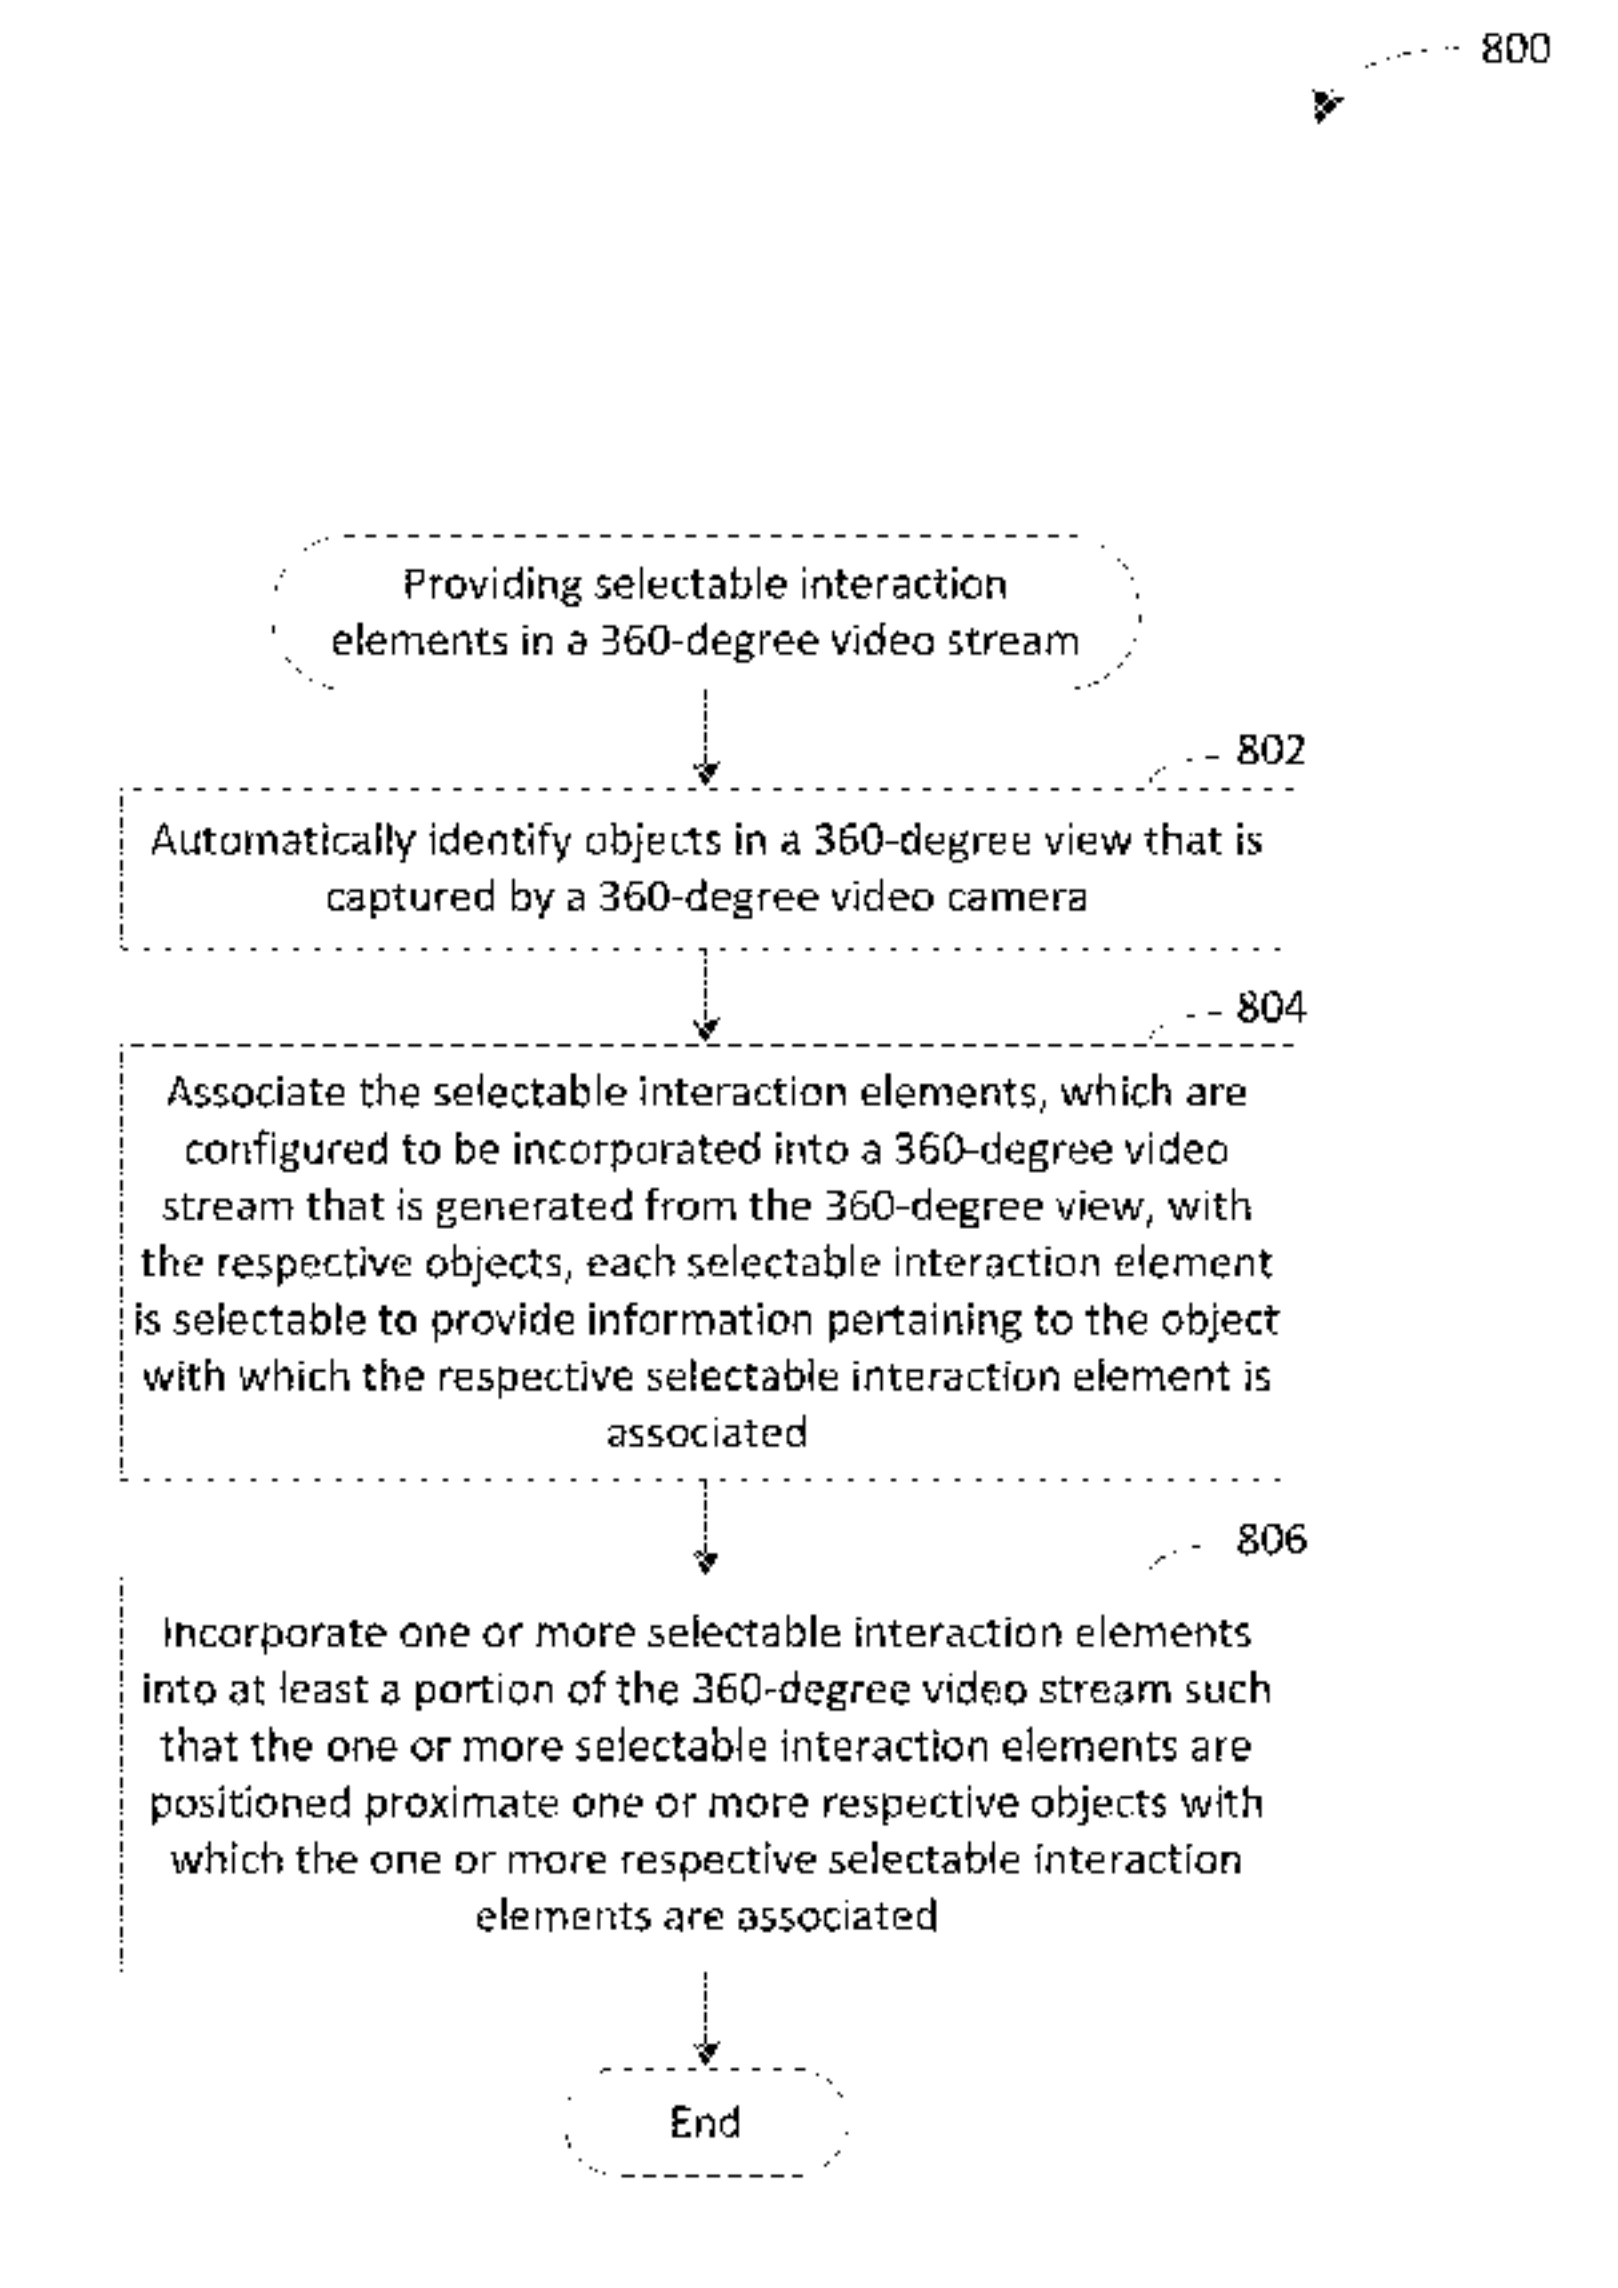 800
Providing selectable interaction
elements in a 360-degree video stream
802
Automatically identify objects in a 360-degree view that is
captured by a 360-degree video camera
804
Associate the selectable interaction elements, which are
configured to be incorporated into a 360-degree video
stream that is generated from the 360-degree view, with
the respective objects, each selectable interaction element
is selectable to provide information pertaining to the object
with which the respective selectable interaction element is
associated
806
Incorporate one or more selectable interaction elements
into at least a portion of the 360-degree video stream such
that the one or more selectable interaction elements are
positioned proximate one or more respective objects with
which the one or more respective selectable interaction
elements are associated
End